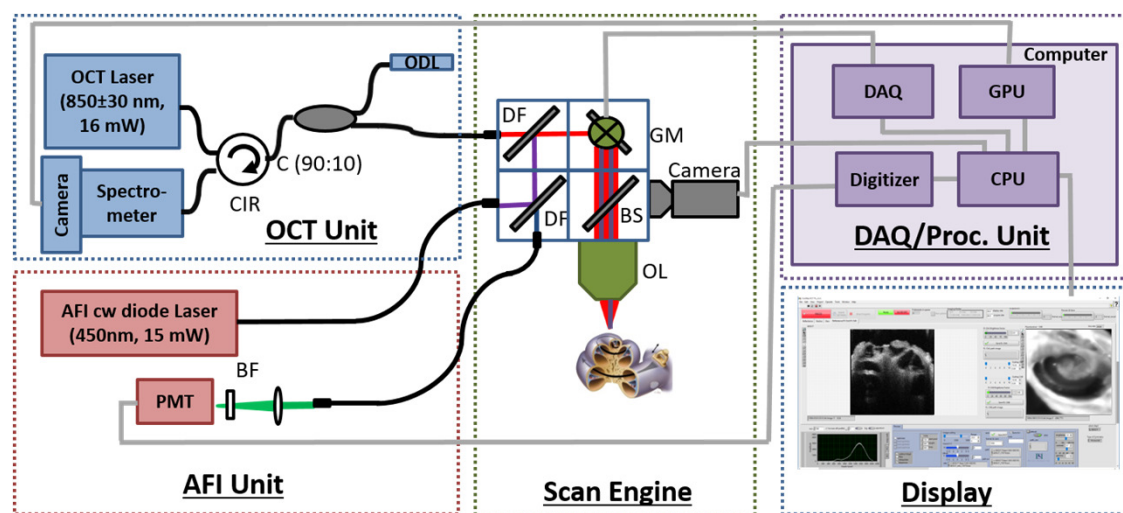 OCT Laser
(850±30 nm,
16 mW)
ODL
C (90:10)
CIR
Camera
Spectro-
meter
OCT Unit
AFI cw diode Laser
(450nm, 15 mW)
BF
PMT
AFI Unit
DF
GM
Camera
DF
BS
OL
Scan Engine
Computer
DAQ
GPU
Digitizer
CPU
DAQ/Proc. Unit
Display